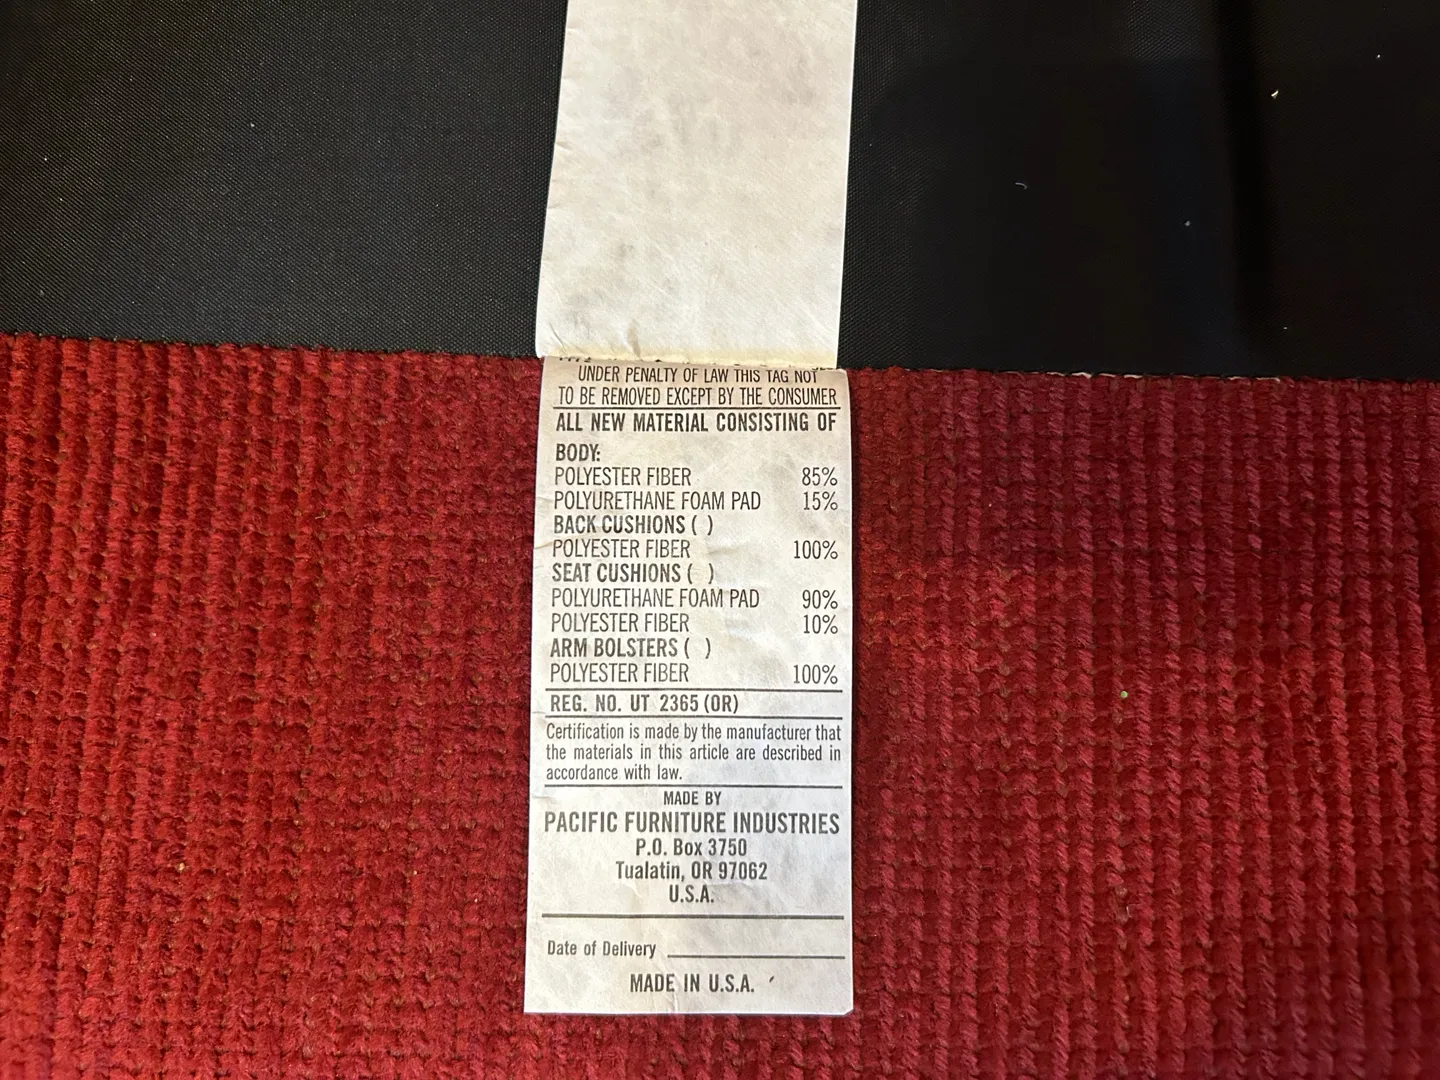 UNDER PENALTY OF LAW THIS TAG NOT
TO BE REMOVED EXCEPT BY THE CONSUMER
ALL NEW MATERIAL CONSISTING OF
BODY:
POLYESTER FIBER 85%
POLYURETHANE FOAM PAD 15%
BACK CUSHIONS ( )
POLYESTER FIBER 100%
SEAT CUSHIONS ( )
POLYURETHANE FOAM PAD 90%
POLYESTER FIBER 10%
ARM BOLSTERS ( )
POLYESTER FIBER 100%
REG. NO. UT 2365 (OR)
Certification is made by the manufacturer that
the materials in this article are described in
accordance with law.
MADE BY
PACIFIC FURNITURE INDUSTRIES
P.O. Box 3750
Tualatin, OR 97062
U.S.A.
Date of Delivery
MADE IN U.S.A.